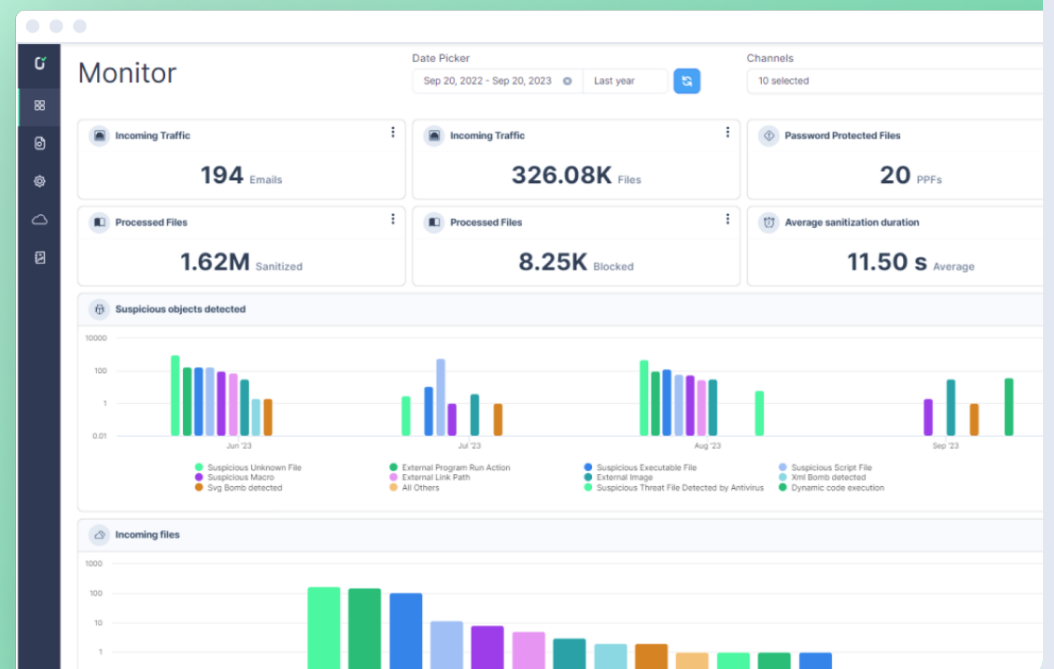 Monitor
Date Picker
Sep 20, 2022 - Sep 20, 2023
Last year
Channels
10 selected
Incoming Traffic
194 Emails
Incoming Traffic
326.08K Files
Password Protected Files
20 PPFs
Processed Files
1.62M Sanitized
Processed Files
8.25K Blocked
Average sanitization duration
11.50 s Average
Suspicious objects detected
10000
100
1
0.01
Jun '23
Jul '23
Aug '23
Sep '23
Suspicious Unknown File
External Program Run Action
Suspicious Executable File
Suspicious Script File
Suspicious Macro
External Link Path
External Image
Xml Bomb detected
Svg Bomb detected
All Others
Suspicious Threat File Detected by Antivirus
Dynamic code execution
Incoming files
1000
100
10
1